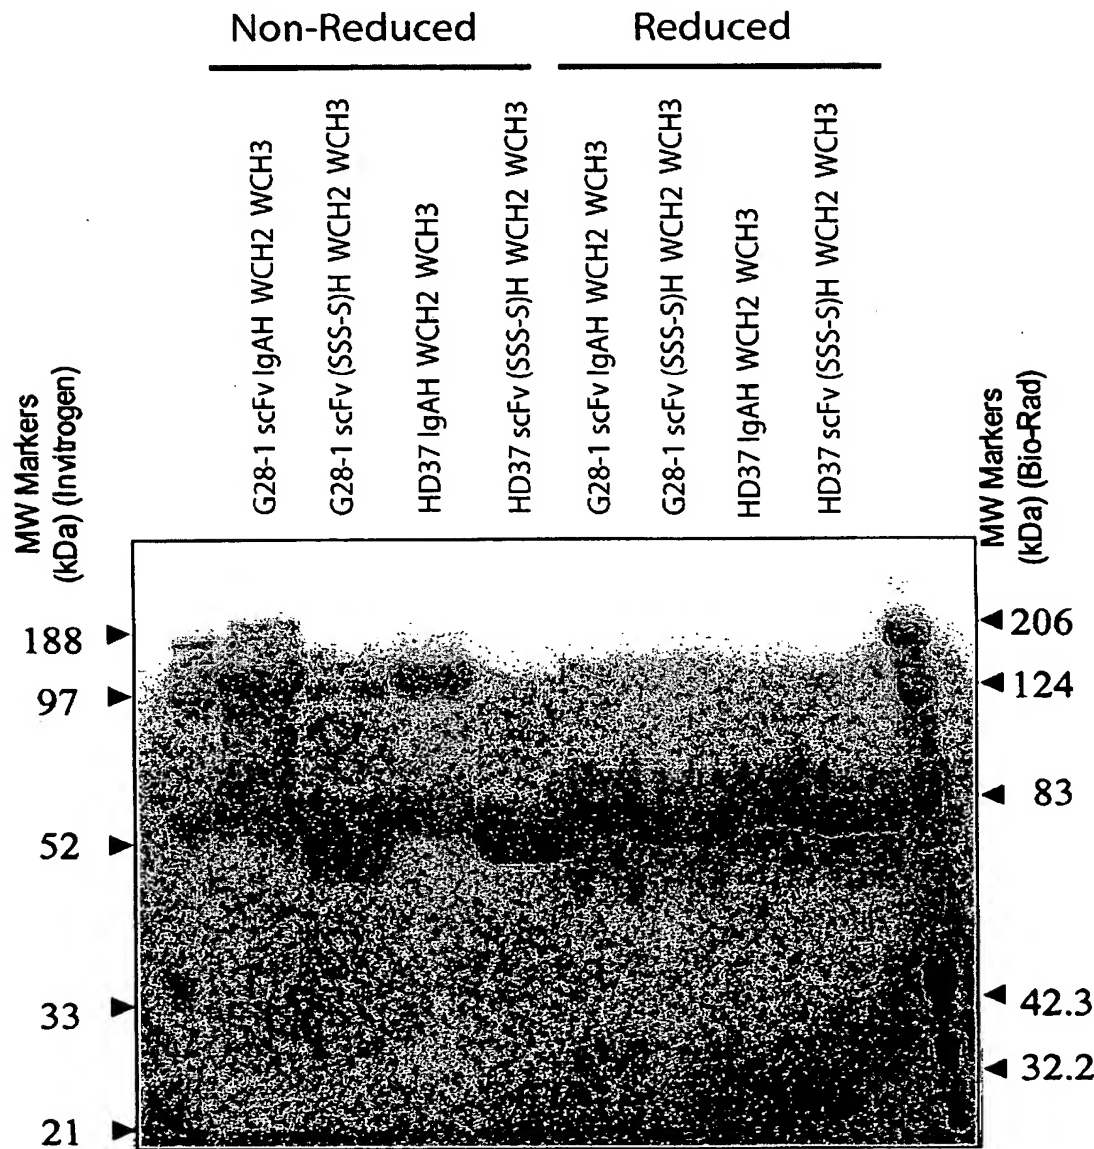 Non-Reduced
Reduced
G28-1 scFv IgAH WCH2 WCH3
G28-1 scFv (SSS-S)H WCH2 WCH3
HD37 IgAH WCH2 WCH3
HD37 scFv (SSS-S)H WCH2 WCH3
G28-1 scFv IgAH WCH2 WCH3
G28-1 scFv (SSS-S)H WCH2 WCH3
HD37 IgAH WCH2 WCH3
HD37 scFv (SSS-S)H WCH2 WCH3
MW Markers
(kDa) (Invitrogen)
188
97
52
33
21
MW Markers
(kDa) (Bio-Rad)
206
124
83
42.3
32.2